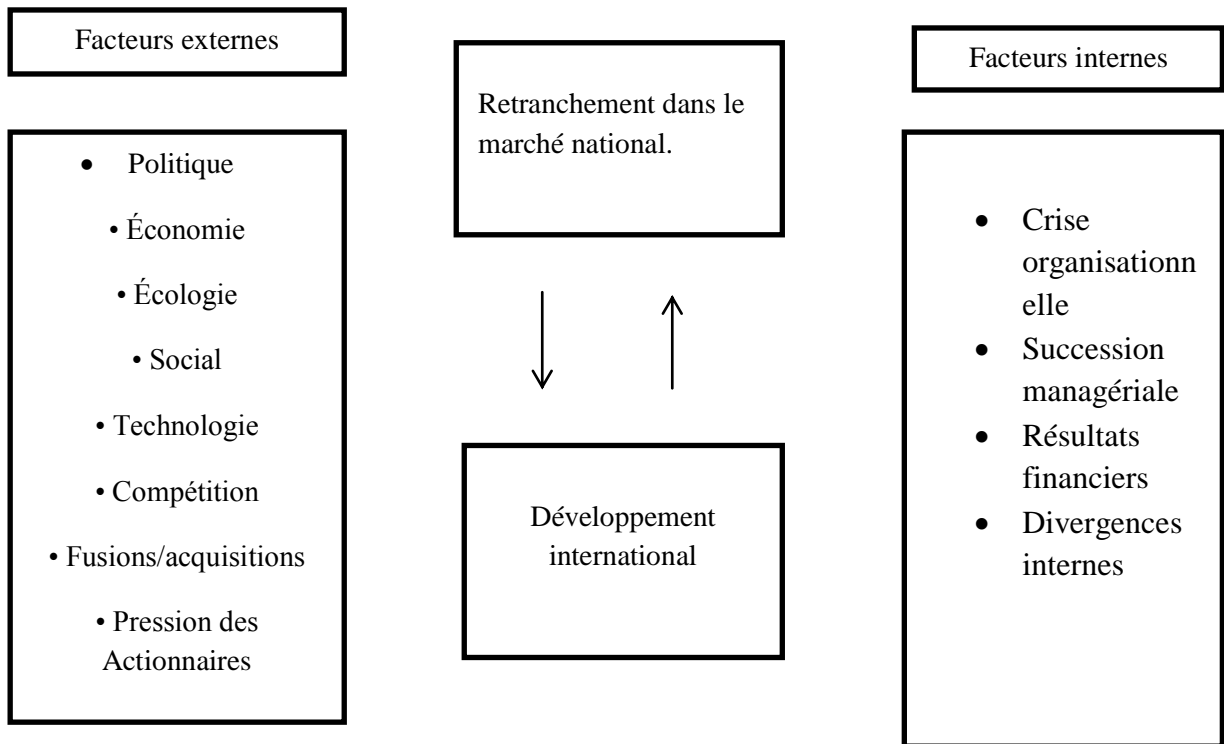 Facteurs externes
• Politique
• Économie
• Écologie
• Social
• Technologie
• Compétition
• Fusions/acquisitions
• Pression des
Actionnaires
Retranchement dans le
marché national.
Développement
international
Facteurs internes
• Crise
organisationn
elle
• Succession
managériale
• Résultats
financiers
• Divergences
internes